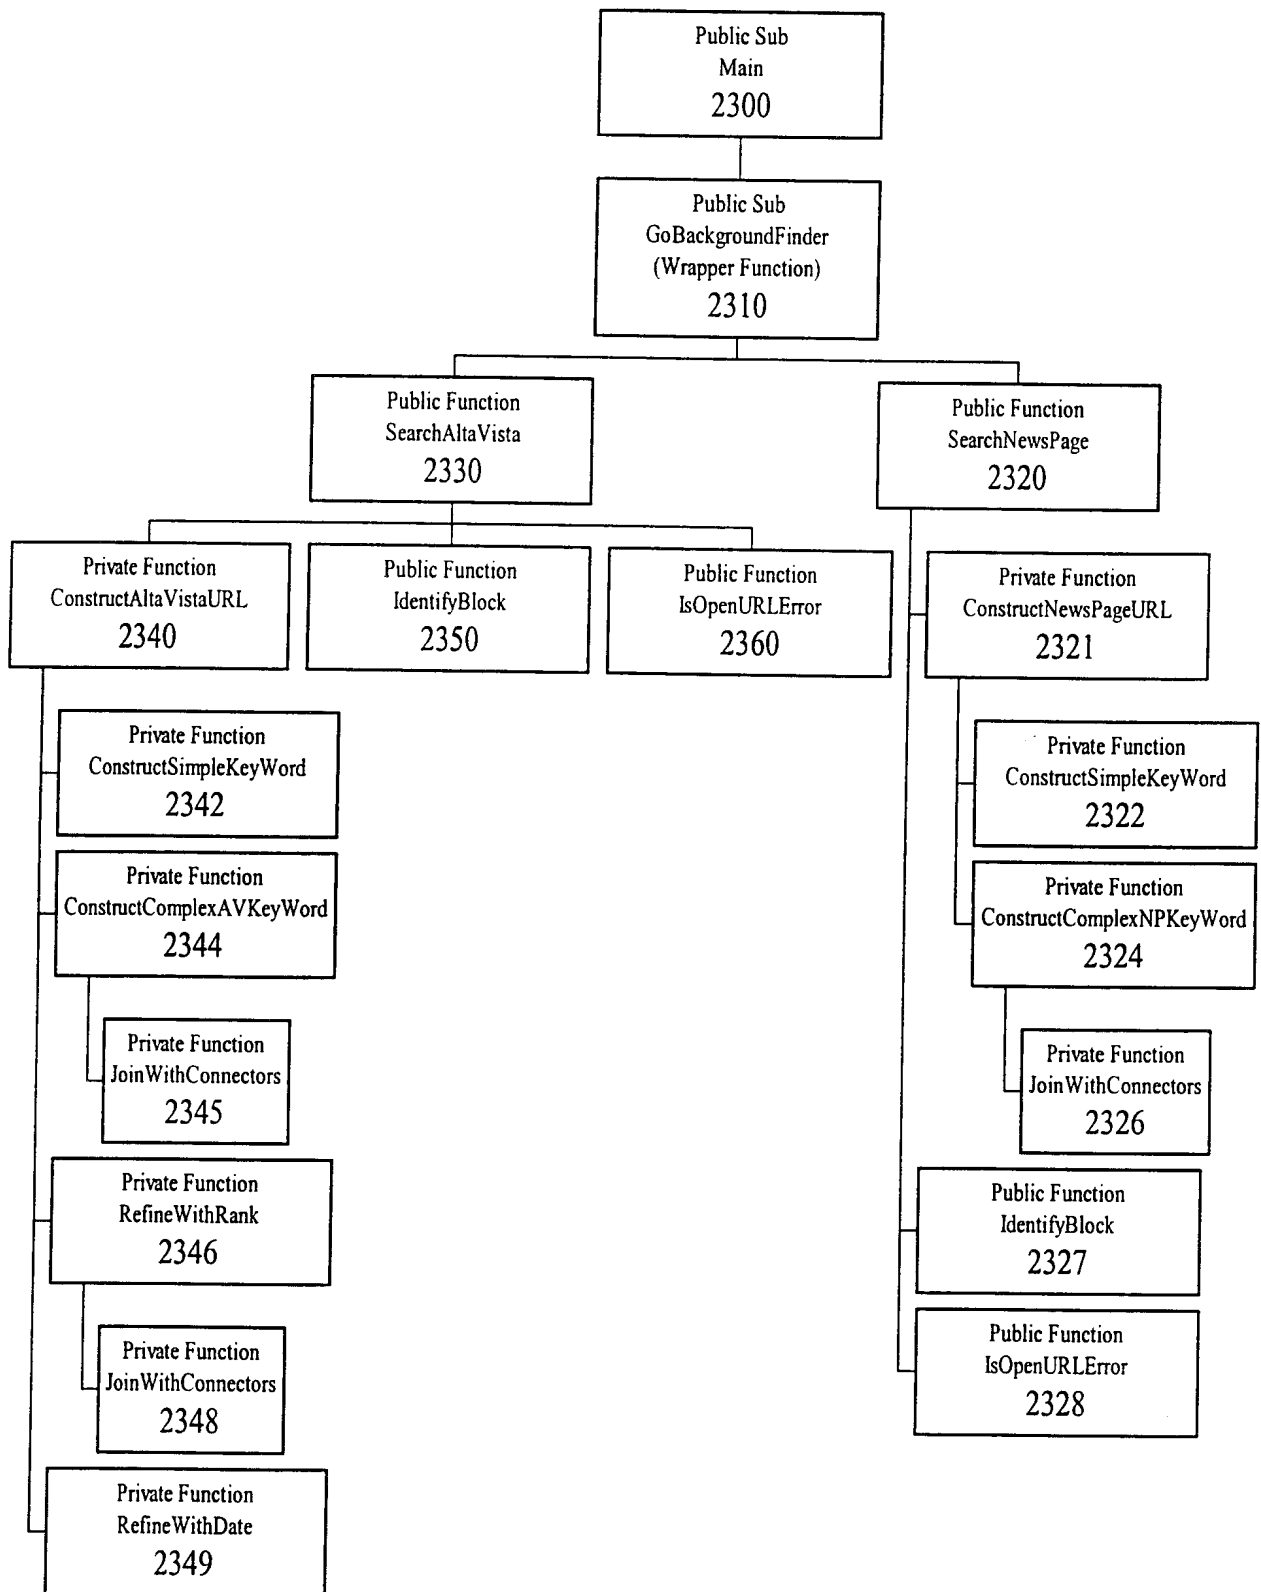 Public Sub
Main
2300
Public Sub
GoBackgroundFinder
(Wrapper Function)
2310
Public Function
SearchAltaVista
2330
Public Function
SearchNewsPage
2320
Private Function
ConstructAltaVistaURL
2340
Public Function
IdentifyBlock
2350
Public Function
IsOpenURLError
2360
Private Function
ConstructNewsPageURL
2321
Private Function
ConstructSimpleKeyWord
2342
Private Function
ConstructSimpleKeyWord
2322
Private Function
ConstructComplexAVKeyWord
2344
Private Function
ConstructComplexNPKeyWord
2324
Private Function
JoinWithConnectors
2345
Private Function
JoinWithConnectors
2326
Private Function
RefineWithRank
2346
Public Function
IdentifyBlock
2327
Private Function
JoinWithConnectors
2348
Public Function
IsOpenURLError
2328
Private Function
RefineWithDate
2349